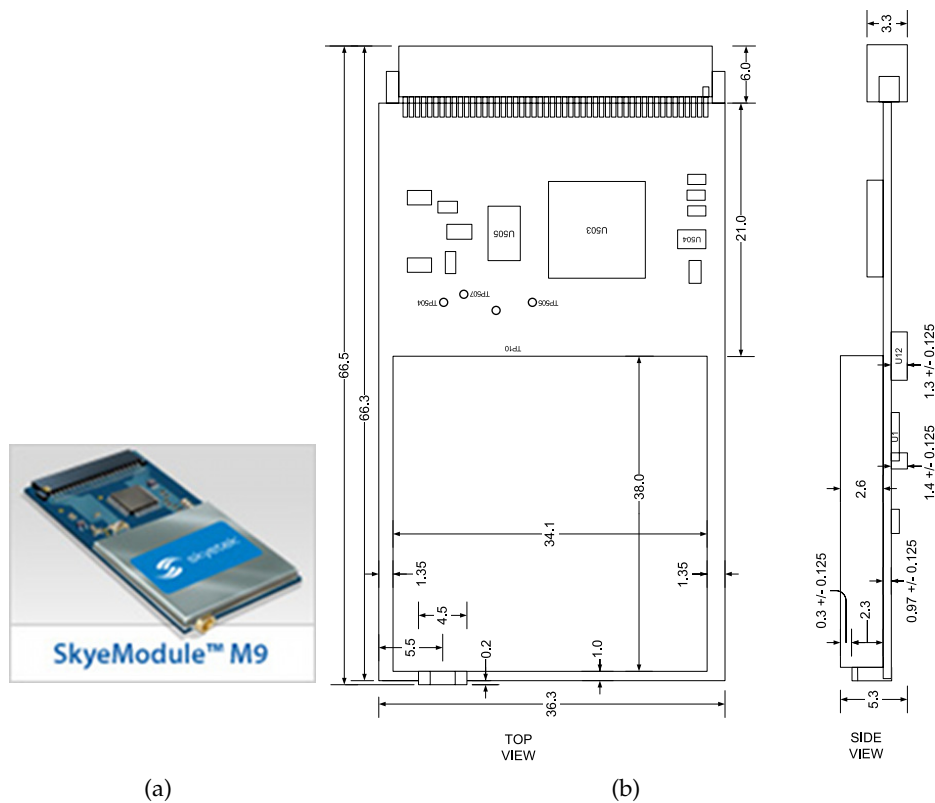 skyetek
SkyeModule™ M9
(a)
66.5
66.3
6.0
21.0
U505
U503
U504
TP504
TP507
TP505
TP10
38.0
34.1
1.35
1.35
4.5
5.5
0.2
1.0
36.3
TOP
VIEW
3.3
U12
1.3 +/- 0.125
U1
1.4 +/- 0.125
2.6
0.97 +/- 0.125
0.3 +/- 0.125
2.3
5.3
SIDE
VIEW
(b)